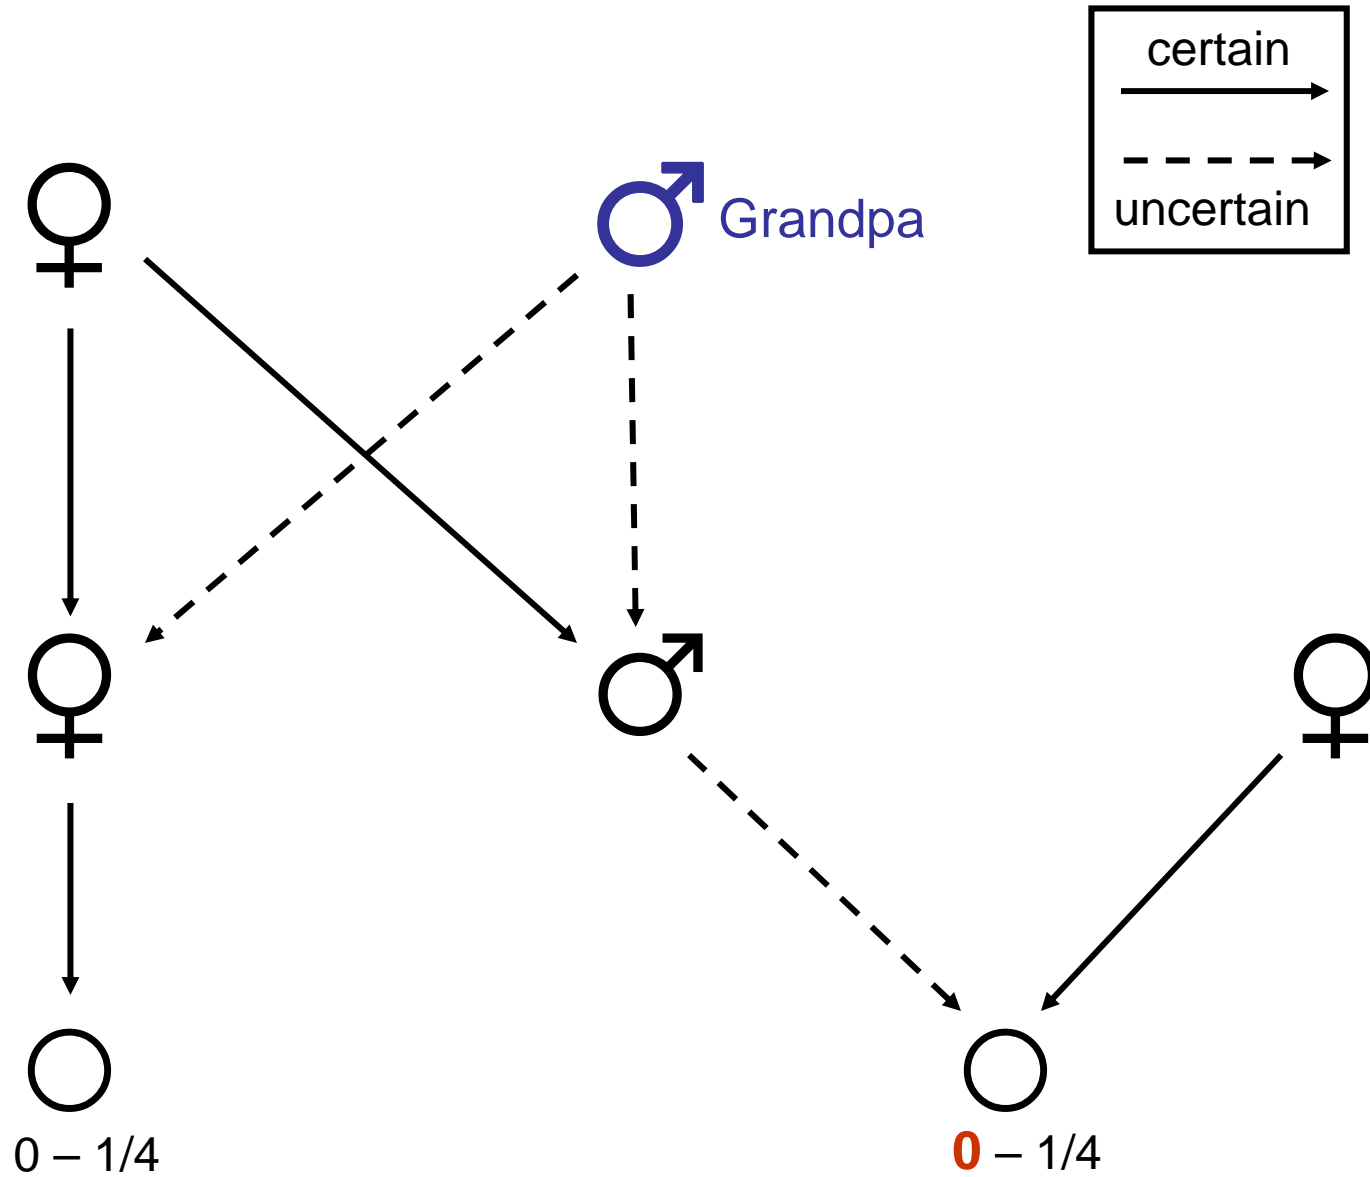 certain
uncertain
Grandpa
0 – 1/4
0 – 1/4